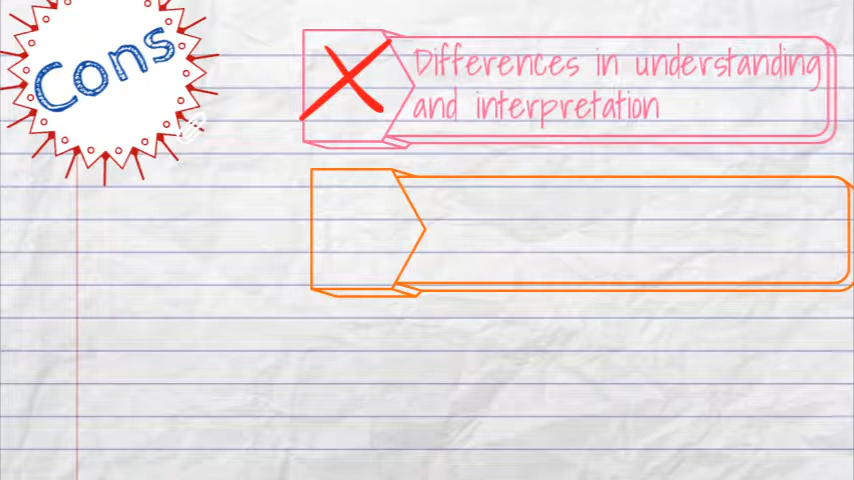 Cons
Differences in understanding
and interpretation